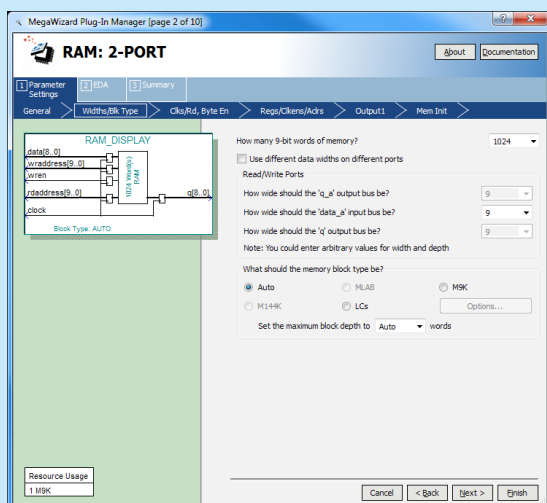 MegaWizard Plug-In Manager [page 2 of 10]
RAM: 2-PORT
About
Documentation
1 Parameter Settings
2 EDA
3 Summary
General
Widths/Blk Type
Clks/Rd, Byte En
Regs/Clkens/Adrs
Output1
Mem Init
RAM_DISPLAY
data[8..0]
wraddress[9..0]
wren
rdaddress[9..0]
clock
1024 Word(s)
RAM
q[8..0]
Block Type: AUTO
How many 9-bit words of memory?
1024
Use different data widths on different ports
Read/Write Ports
How wide should the 'q_a' output bus be?
9
How wide should the 'data_a' input bus be?
9
How wide should the 'q' output bus be?
9
Note: You could enter arbitrary values for width and depth
What should the memory block type be?
Auto
MLAB
M9K
M144K
LCs
Options...
Set the maximum block depth to Auto words
Resource Usage
1 M9K
Cancel
< Back
Next >
Finish